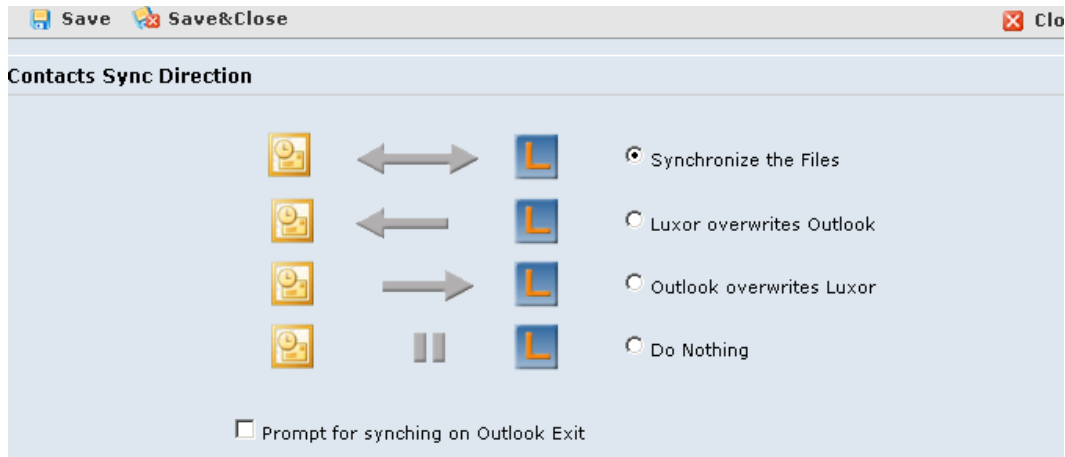 Save Save&Close Clo
Contacts Sync Direction
L Synchronize the Files
L Luxor overwrites Outlook
L Outlook overwrites Luxor
L Do Nothing
Prompt for synching on Outlook Exit